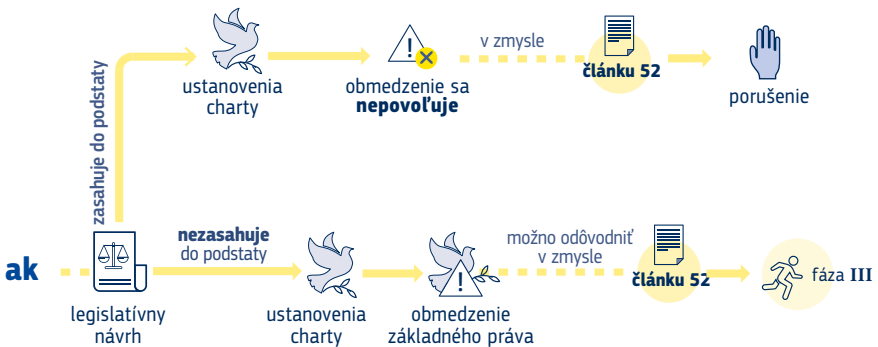 zasahuje do podstaty
ustanovenia
charty
obmedzenie sa
nepovoľuje
v zmysle
článku 52
porušenie
ak
legislatívny
návrh
nezasahuje
do podstaty
ustanovenia
charty
obmedzenie
základného práva
možno odôvodniť
v zmysle
článku 52
fáza III